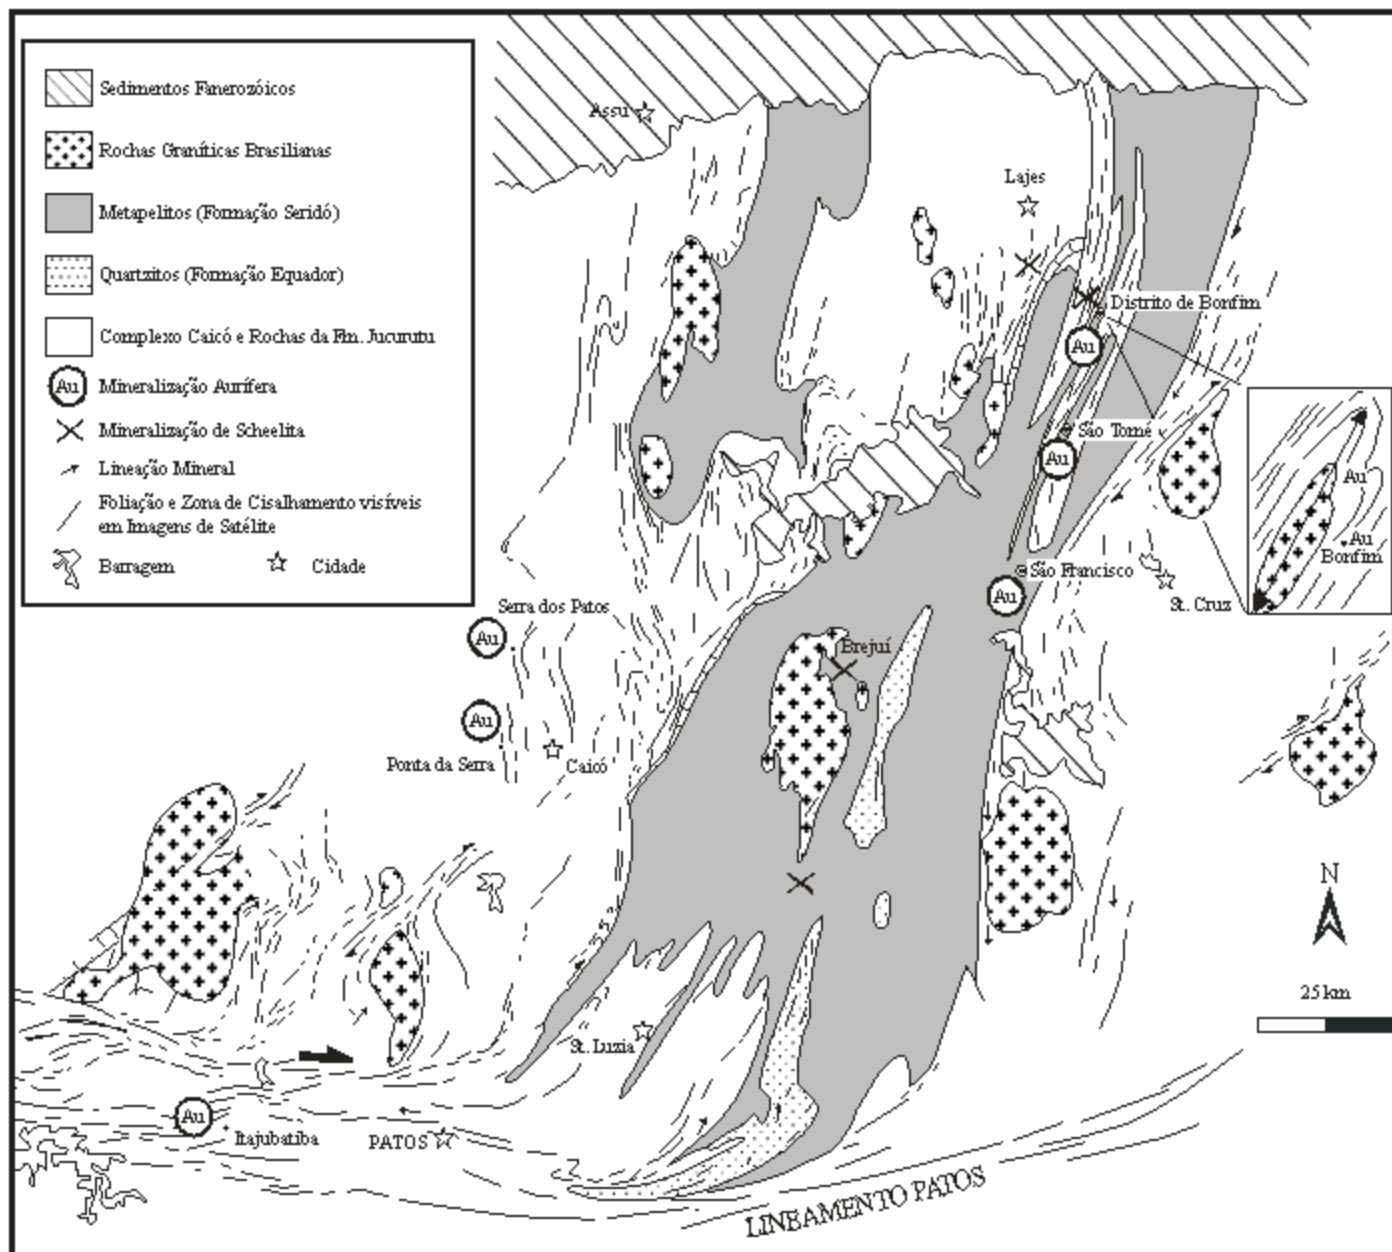 Sedimentos Fanerozóicos
Rochas Graníticas Brasilianas
Metapelitos (Formação Seridó)
Quartzitos (Formação Equador)
Complexo Caicó e Rochas da Fm. Jucurutu
Au
Mineralização Aurífera
Mineralização de Scheelita
Lineação Mineral
Foliação e Zona de Cisalhamento visíveis
em Imagens de Satélite
Barragem
Cidade
Assu
Lajes
Distrito de Bonfim
Au
São Tomé
Au
Au
Au
Bonfim
São Francisco
Au
St. Cruz
Serra dos Patos
Au
Brejuí
Au
Ponta da Serra
Caicó
N
25 km
St. Luzia
Au
Itajubatiba
PATOS
LINEAMENTO PATOS